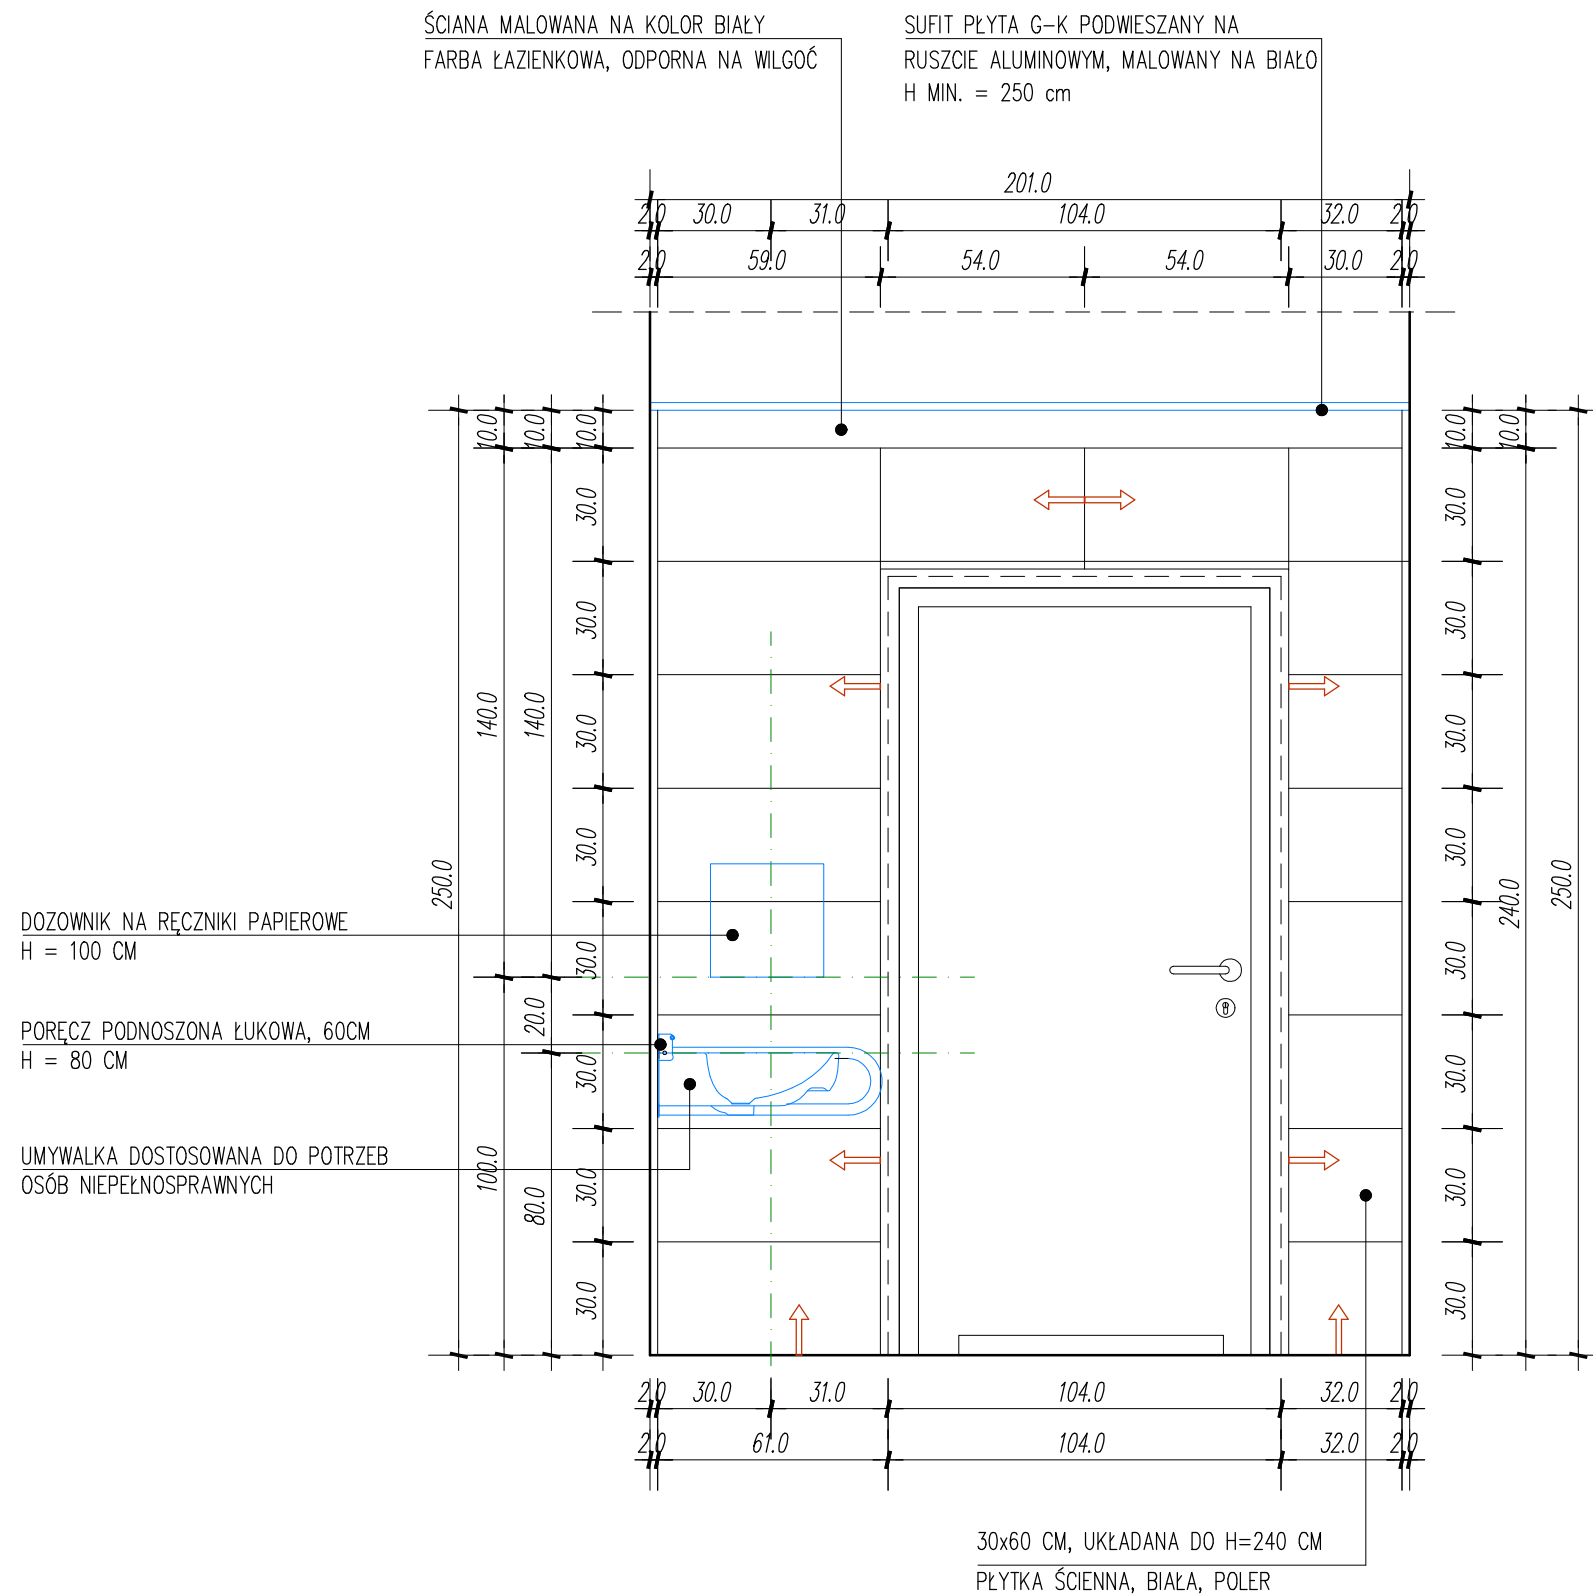 ŚCIANA MALOWANA NA KOLOR BIAŁY
FARBA ŁAZIENKOWA, ODPORNA NA WILGOĆ
SUFIT PŁYTA G–K PODWIESZANY NA
RUSZCIE ALUMINOWYM, MALOWANY NA BIAŁO
H MIN. = 250 cm
201.0
2.0 30.0 31.0 104.0 32.0 2.0
2.0 59.0 54.0 54.0 30.0 2.0
250.0
10.0
140.0
100.0
10.0
140.0
20.0
80.0
10.0
30.0
30.0
30.0
30.0
30.0
30.0
30.0
30.0
DOZOWNIK NA RĘCZNIKI PAPIEROWE
H = 100 CM
PORĘCZ PODNOSZONA ŁUKOWA, 60CM
H = 80 CM
UMYWALKA DOSTOSOWANA DO POTRZEB
OSÓB NIEPEŁNOSPRAWNYCH
10.0
30.0
30.0
30.0
30.0
30.0
30.0
30.0
30.0
10.0
240.0
250.0
2.0 30.0 31.0 104.0 32.0 2.0
2.0 61.0 104.0 32.0 2.0
30x60 CM, UKŁADANA DO H=240 CM
PŁYTKA ŚCIENNA, BIAŁA, POLER